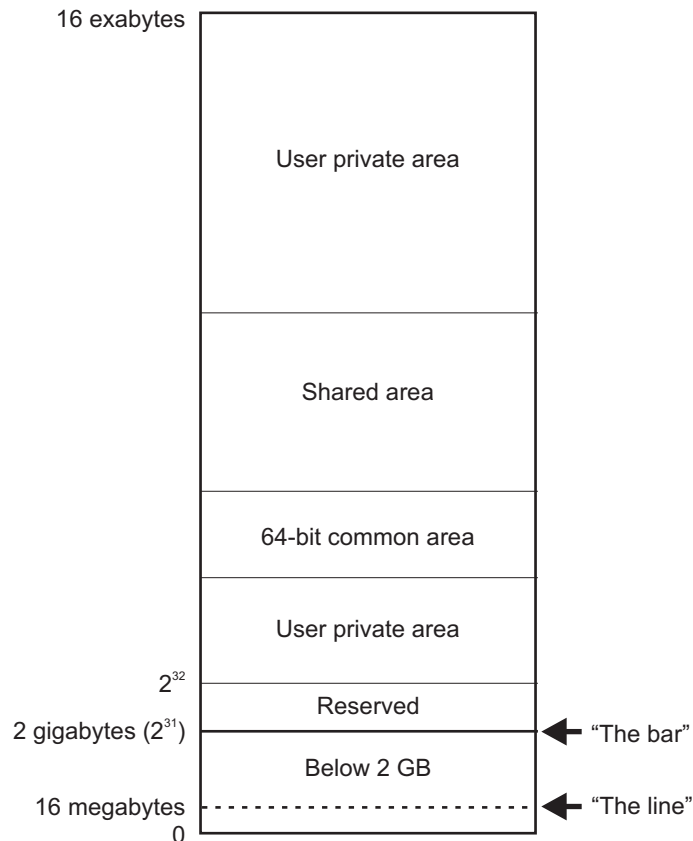 16 exabytes
User private area
Shared area
64-bit common area
User private area
2³²
Reserved
2 gigabytes (2³¹)
“The bar”
Below 2 GB
16 megabytes
“The line”
0